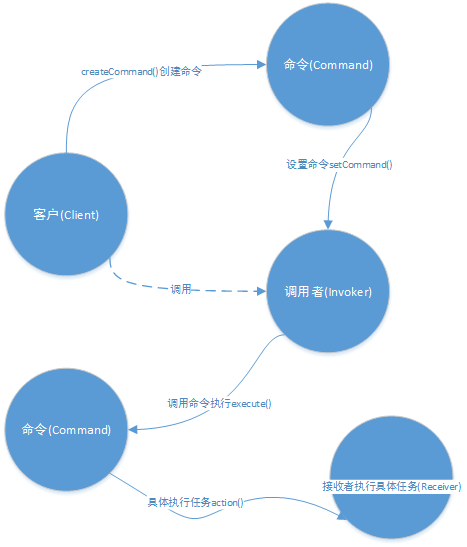 命令(Command)
createCommand()创建命令
设置命令setCommand()
客户(Client)
调用
调用者(Invoker)
调用命令执行execute()
命令(Command)
接收者执行具体任务(Receiver)
具体执行任务action()